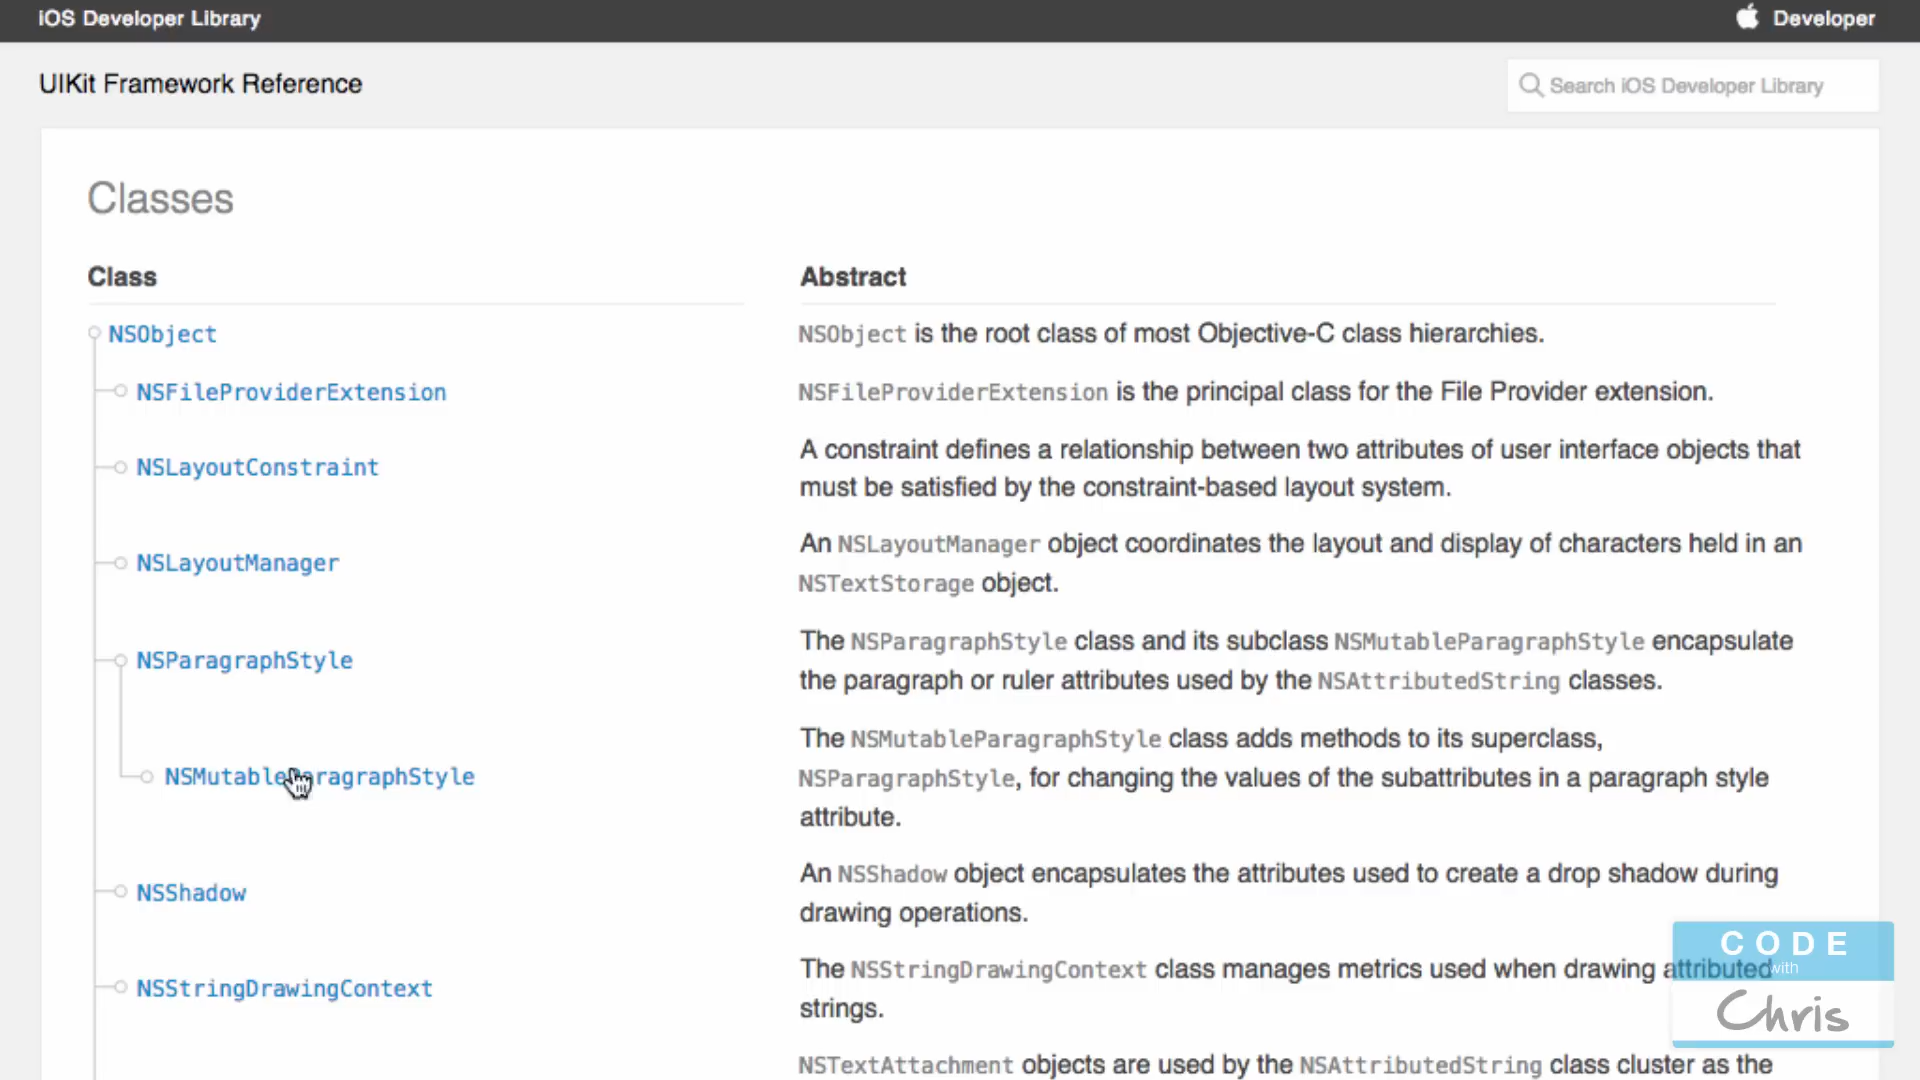 iOS Developer Library
Developer
UIKit Framework Reference
Search iOS Developer Library
Classes
Class
Abstract
NSObject
NSObject is the root class of most Objective-C class hierarchies.
NSFileProviderExtension
NSFileProviderExtension is the principal class for the File Provider extension.
NSLayoutConstraint
A constraint defines a relationship between two attributes of user interface objects that
must be satisfied by the constraint-based layout system.
NSLayoutManager
An NSLayoutManager object coordinates the layout and display of characters held in an
NSTextStorage object.
NSParagraphStyle
The NSParagraphStyle class and its subclass NSMutableParagraphStyle encapsulate
the paragraph or ruler attributes used by the NSAttributedString classes.
NSMutableParagraphStyle
The NSMutableParagraphStyle class adds methods to its superclass,
NSParagraphStyle, for changing the values of the subattributes in a paragraph style
attribute.
NSShadow
An NSShadow object encapsulates the attributes used to create a drop shadow during
drawing operations.
NSStringDrawingContext
The NSStringDrawingContext class manages metrics used when drawing attributed
strings.
NSTextAttachment objects are used by the NSAttributedString class cluster as the
CODE
with
Chris